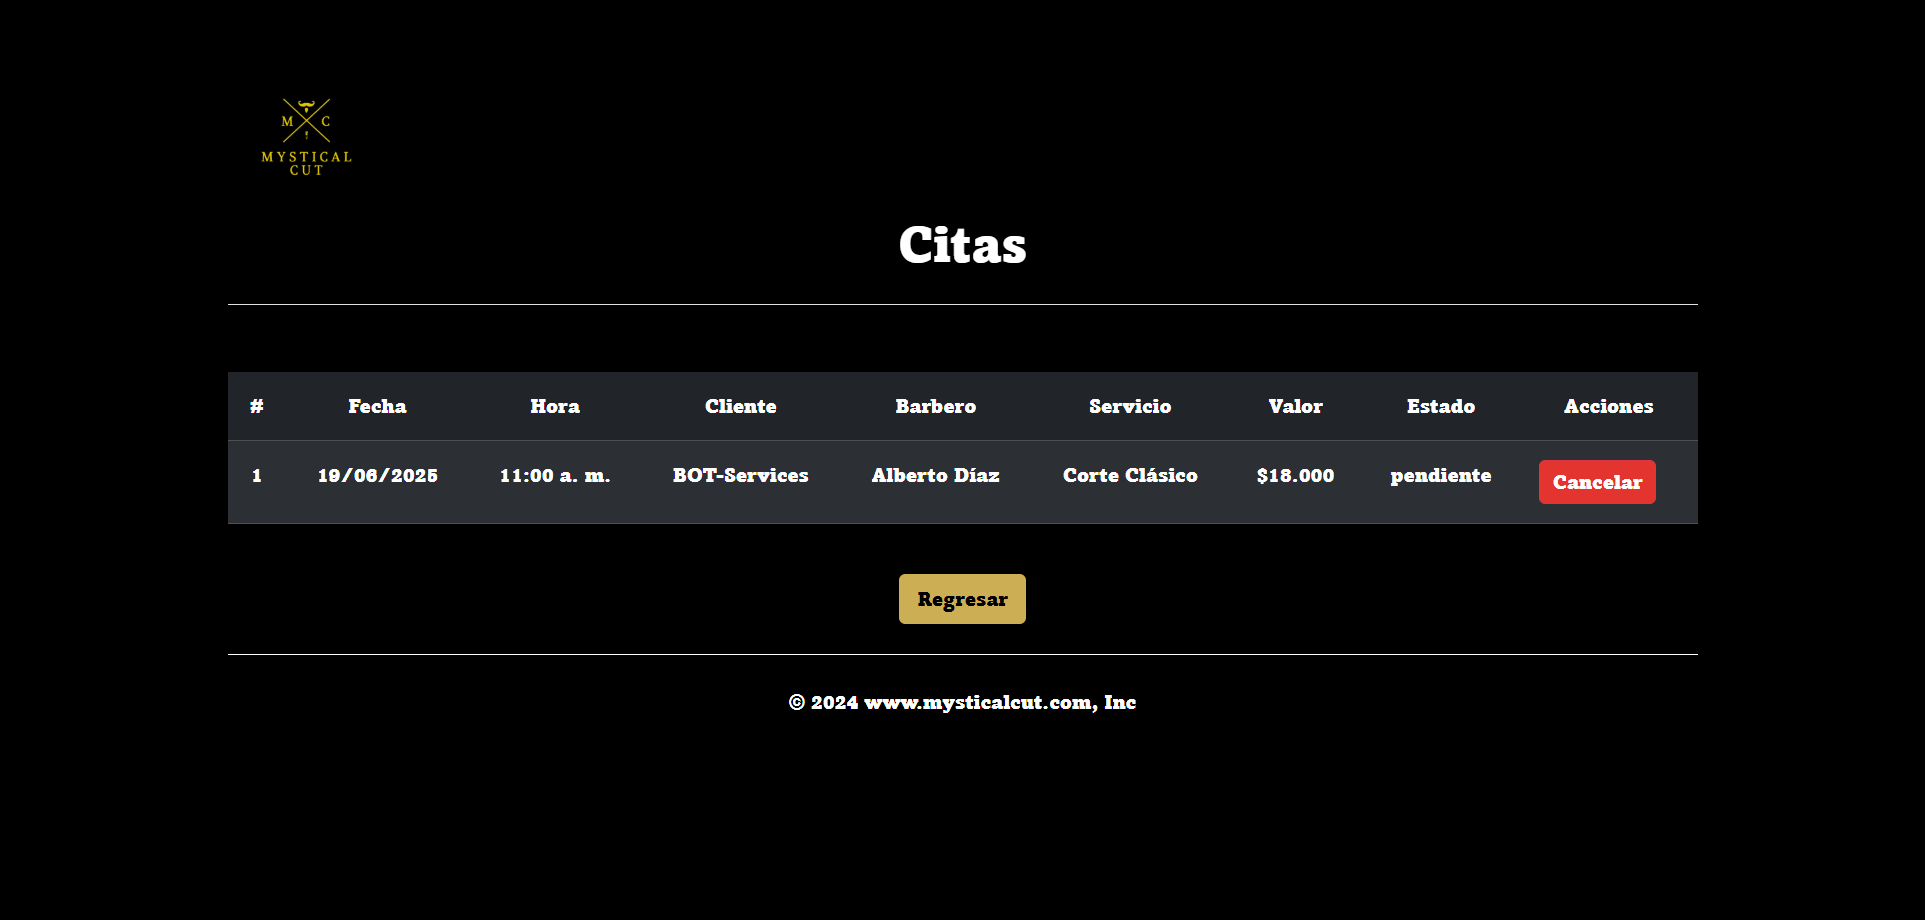 M C
MYSTICAL
CUT
Citas
# Fecha Hora Cliente Barbero Servicio Valor Estado Acciones
1 19/06/2025 11:00 a. m. BOT-Services Alberto Díaz Corte Clásico $18.000 pendiente Cancelar
Regresar
© 2024 www.mysticalcut.com, Inc